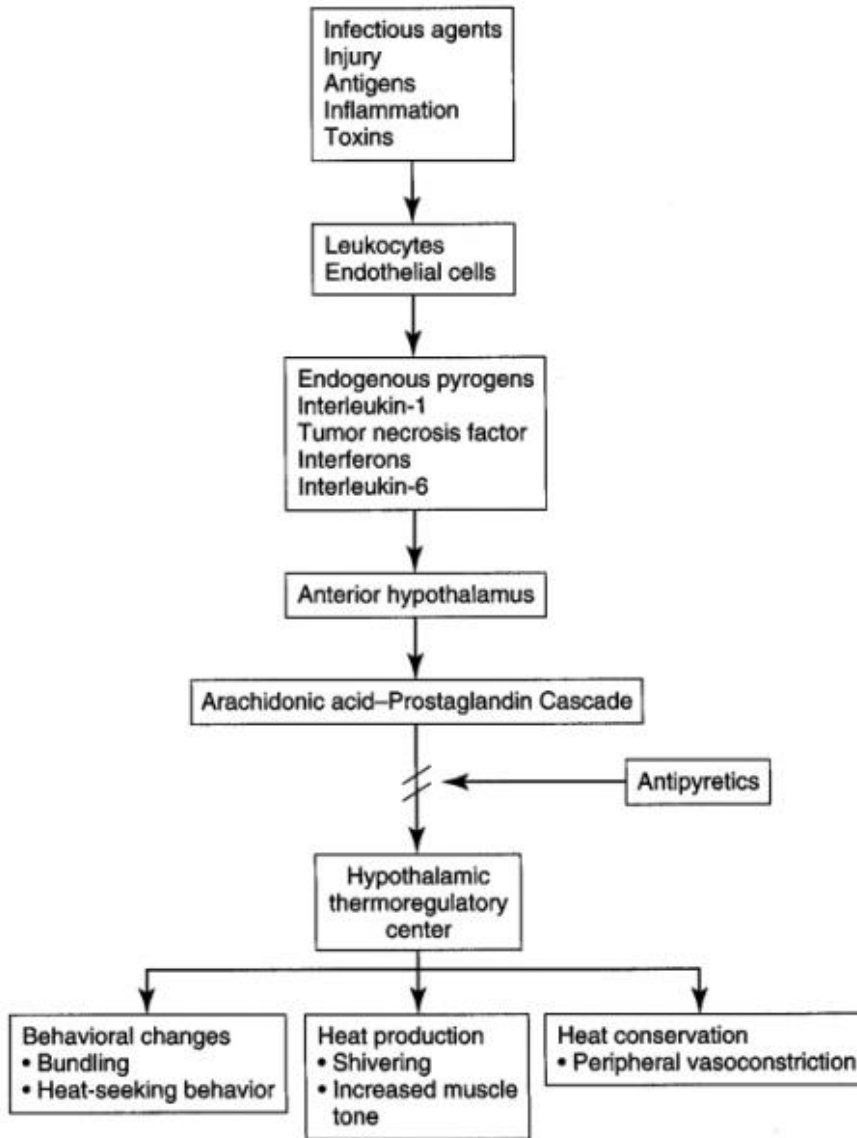 Infectious agents
Injury
Antigens
Inflammation
Toxins
Leukocytes
Endothelial cells
Endogenous pyrogens
Interleukin-1
Tumor necrosis factor
Interferons
Interleukin-6
Anterior hypothalamus
Arachidonic acid–Prostaglandin Cascade
Antipyretics
Hypothalamic
thermoregulatory
center
Behavioral changes
• Bundling
• Heat-seeking behavior
Heat production
• Shivering
• Increased muscle
tone
Heat conservation
• Peripheral vasoconstriction